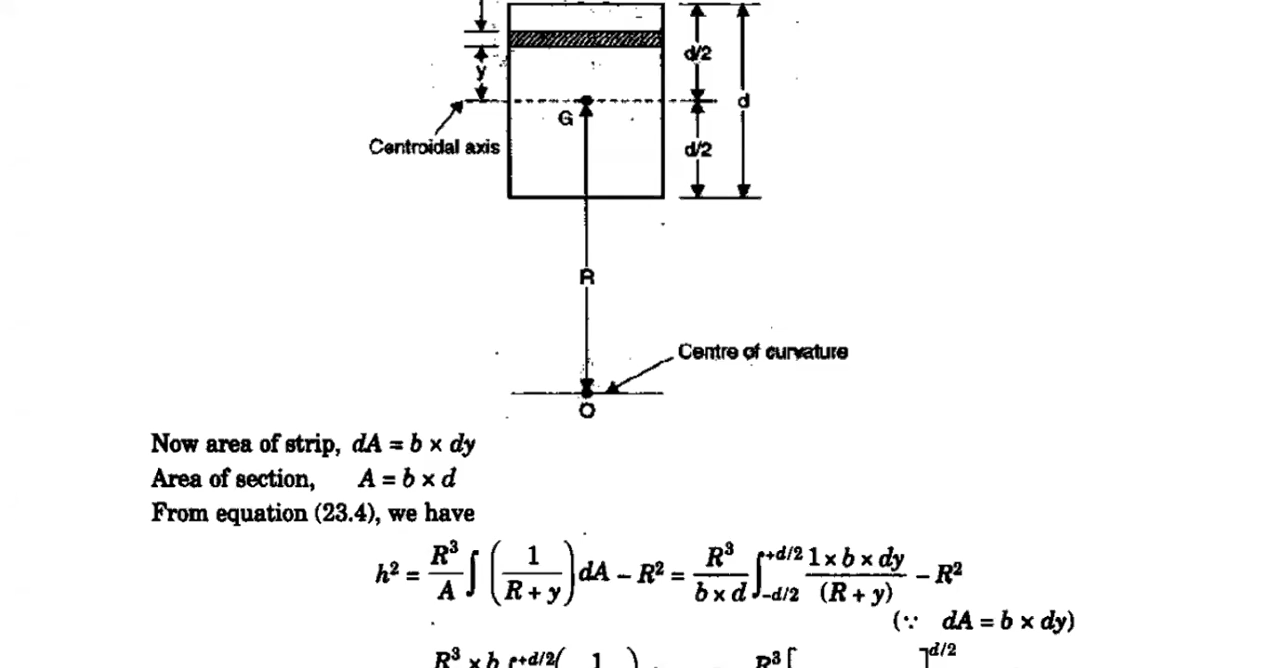 y
d/2
d
G
Centroidal axis
d/2
R
Centre of curvature
O
Now area of strip, dA = b × dy
Area of section, A = b × d
From equation (23.4), we have
h² = R³/A ∫ (1/(R + y)) dA – R² = R³/(b × d) ∫_{–d/2}^{+d/2} (1 × b × dy)/(R + y) – R²
(∵ dA = b × dy)